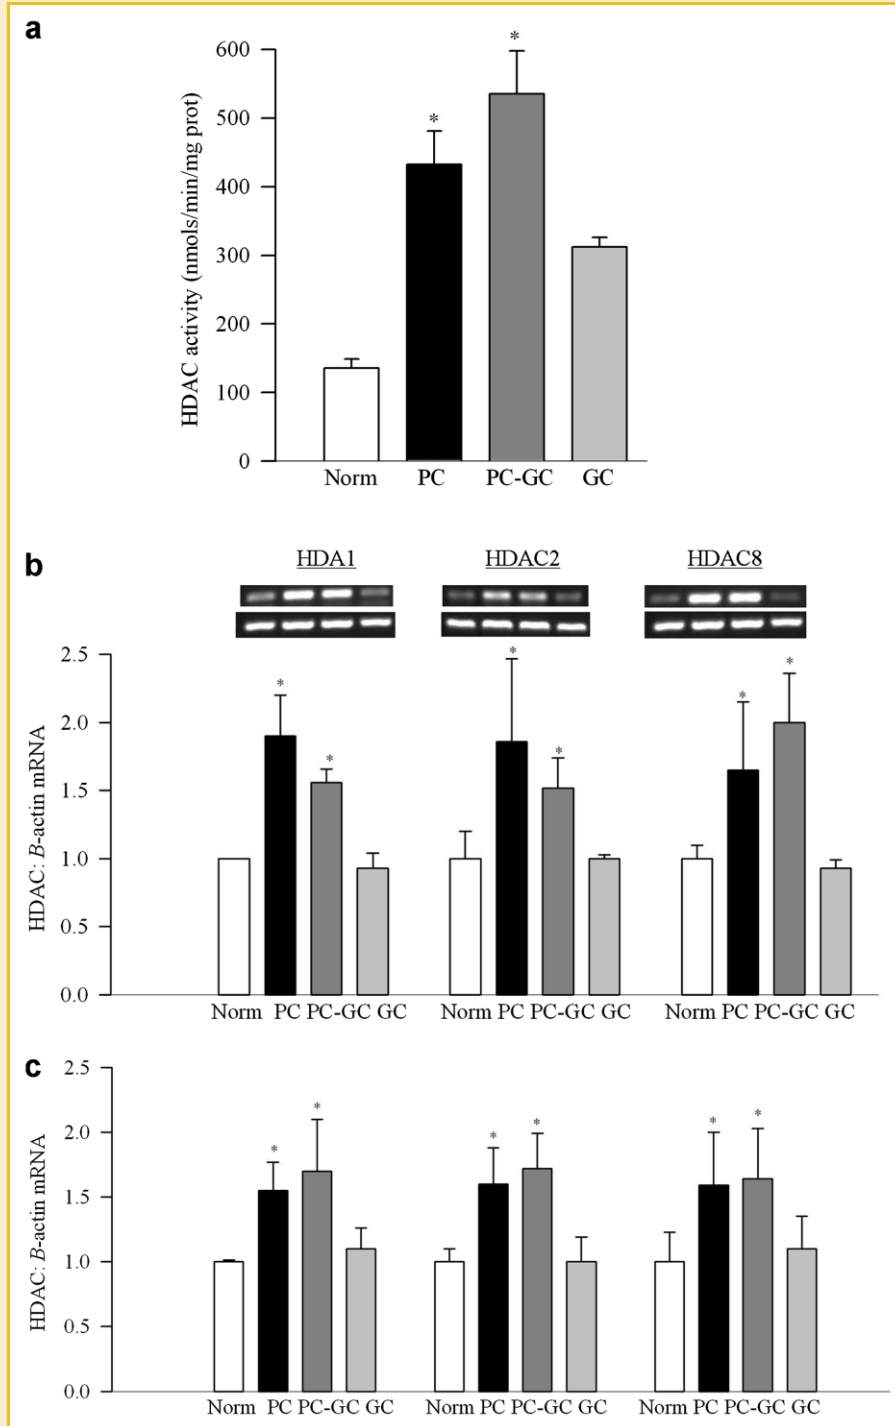 a
HDAC activity (nmols/min/mg prot)
600
500
400
300
200
100
0
*
*
Norm PC PC-GC GC
b
HDA1 HDAC2 HDAC8
HDAC: B-actin mRNA
2.5
2.0
1.5
1.0
0.5
0.0
* * * * * *
Norm PC PC-GC GC Norm PC PC-GC GC Norm PC PC-GC GC
c
HDAC: B-actin mRNA
2.5
2.0
1.5
1.0
0.5
0.0
* * * * * *
Norm PC PC-GC GC Norm PC PC-GC GC Norm PC PC-GC GC